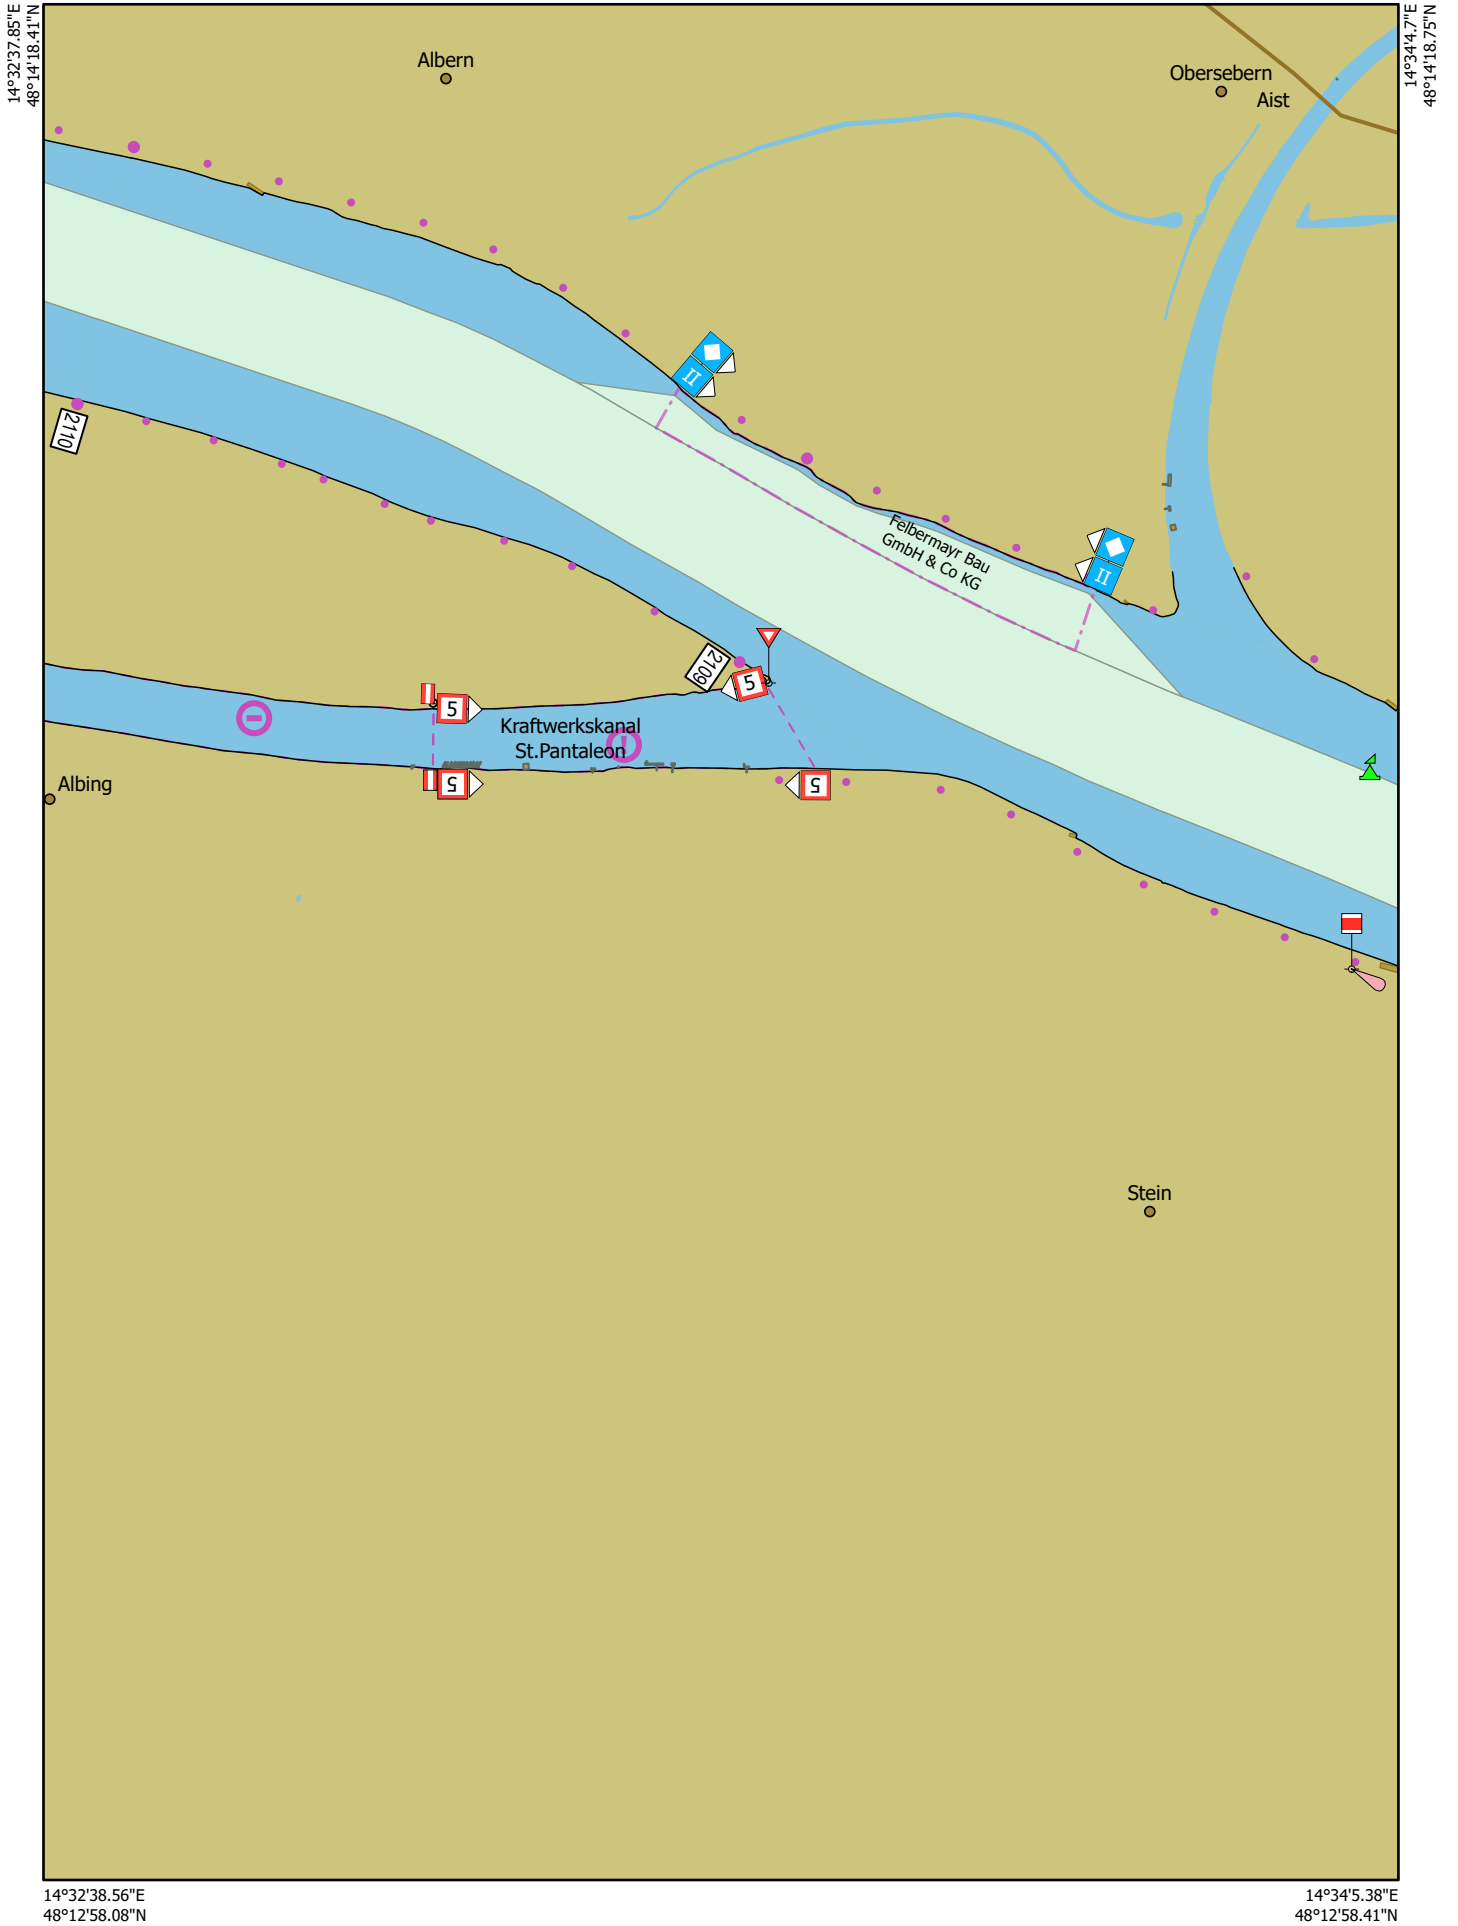 14°32'37.85"E
48°14'18.41"N
14°34'4.7"E
48°14'18.75"N
Albern
Obersebern
Aist
II
2110
Felbermayr Bau
GmbH & Co KG
II
2109
5
5
Kraftwerkskanal
St.Pantaleon
5
5
Albing
Stein
14°32'38.56"E
48°12'58.08"N
14°34'5.38"E
48°12'58.41"N